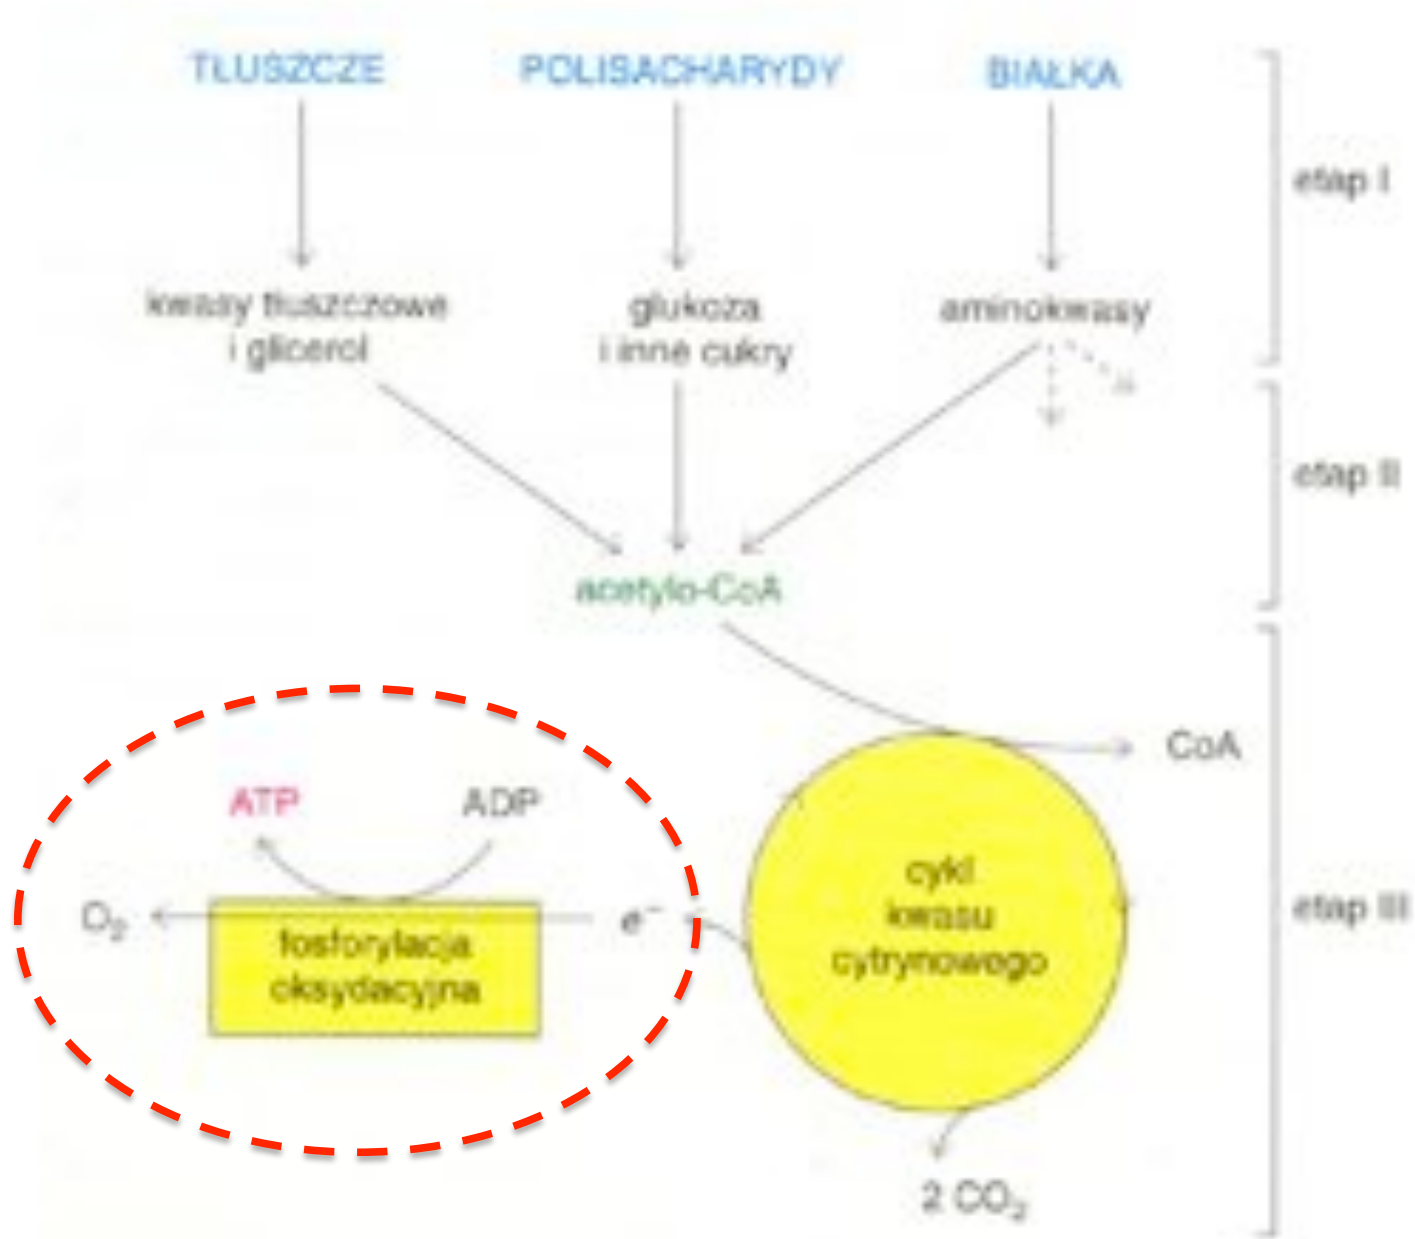 TŁUSZCZE
POLISACHARYDY
BIAŁKA
etap I
kwasy tłuszczowe
i glicerol
glukoza
i inne cukry
aminokwasy
etap II
acetylo-CoA
CoA
ATP
ADP
O₂
e⁻
fosforylacja
oksydacyjna
cykl
kwasu
cytrynowego
etap III
2 CO₂